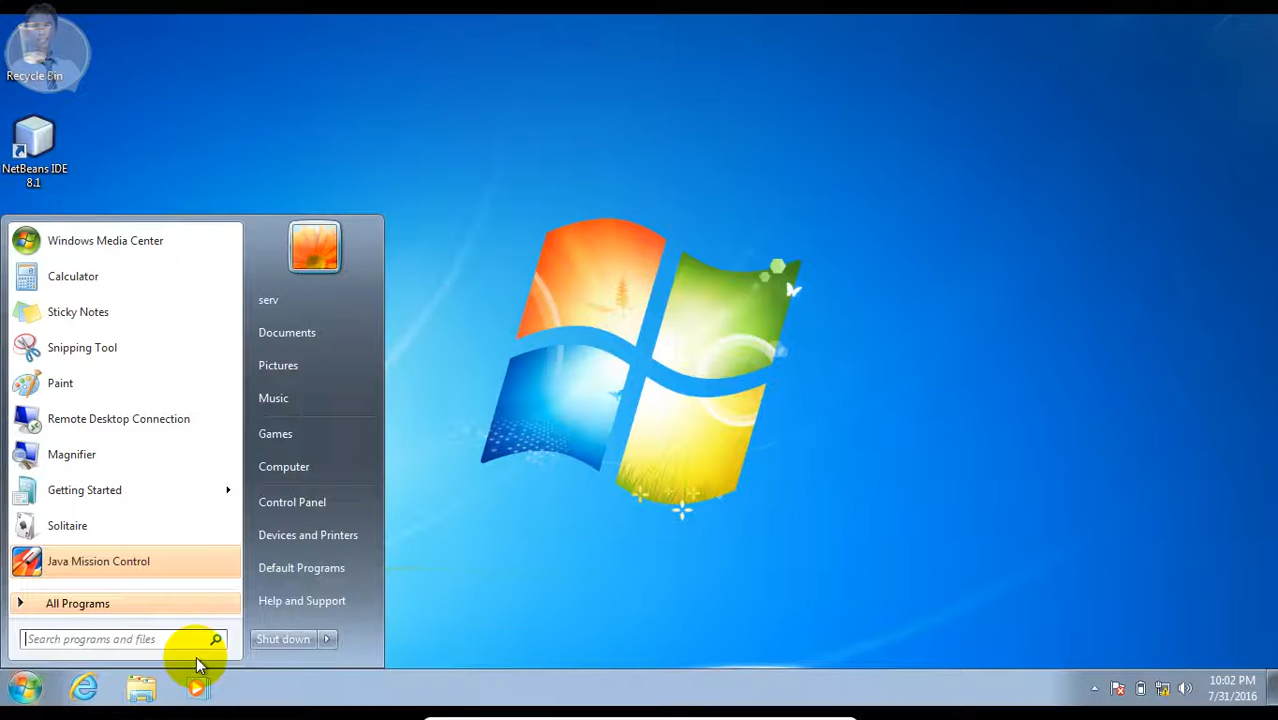 Recycle Bin
NetBeans IDE
8.1
Windows Media Center
Calculator
Sticky Notes
Snipping Tool
Paint
Remote Desktop Connection
Magnifier
Getting Started
Solitaire
Java Mission Control
All Programs
Search programs and files
serv
Documents
Pictures
Music
Games
Computer
Control Panel
Devices and Printers
Default Programs
Help and Support
Shut down
10:02 PM
7/31/2016